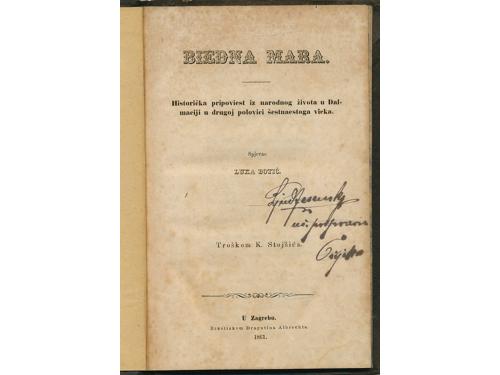 BIEDNA MARA.
Historička pripoviest iz narodnog života u Dal-
maciji u drugoj polovici šestnaestoga vieka.
Spjevao
LUKA BOTIĆ.
Troškom K. Stojšića.
U Zagrebu.
Brzotiskom Dragutina Albrechta.
1861.